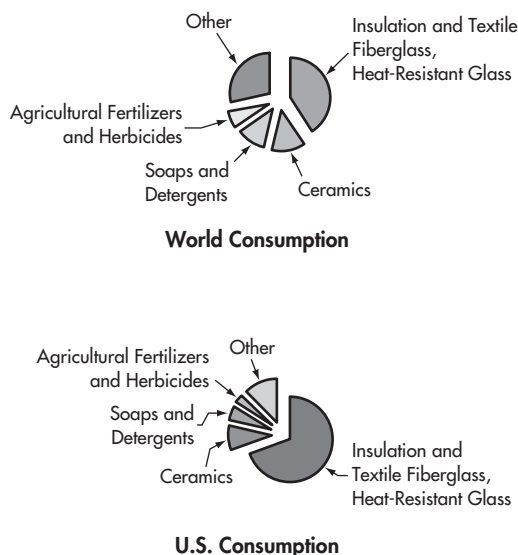 Other
Insulation and Textile
Fiberglass,
Heat-Resistant Glass
Agricultural Fertilizers
and Herbicides
Soaps and
Detergents
Ceramics
World Consumption
Agricultural Fertilizers
and Herbicides
Other
Soaps and
Detergents
Ceramics
Insulation and
Textile Fiberglass,
Heat-Resistant Glass
U.S. Consumption